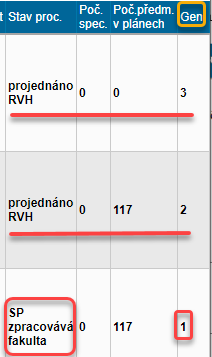 t Stav proc. Poč. spec. Poč.předm. v plánech Gen
projednáno RVH 0 0 3
projednáno RVH 0 117 2
SP zpracovává fakulta 0 117 1